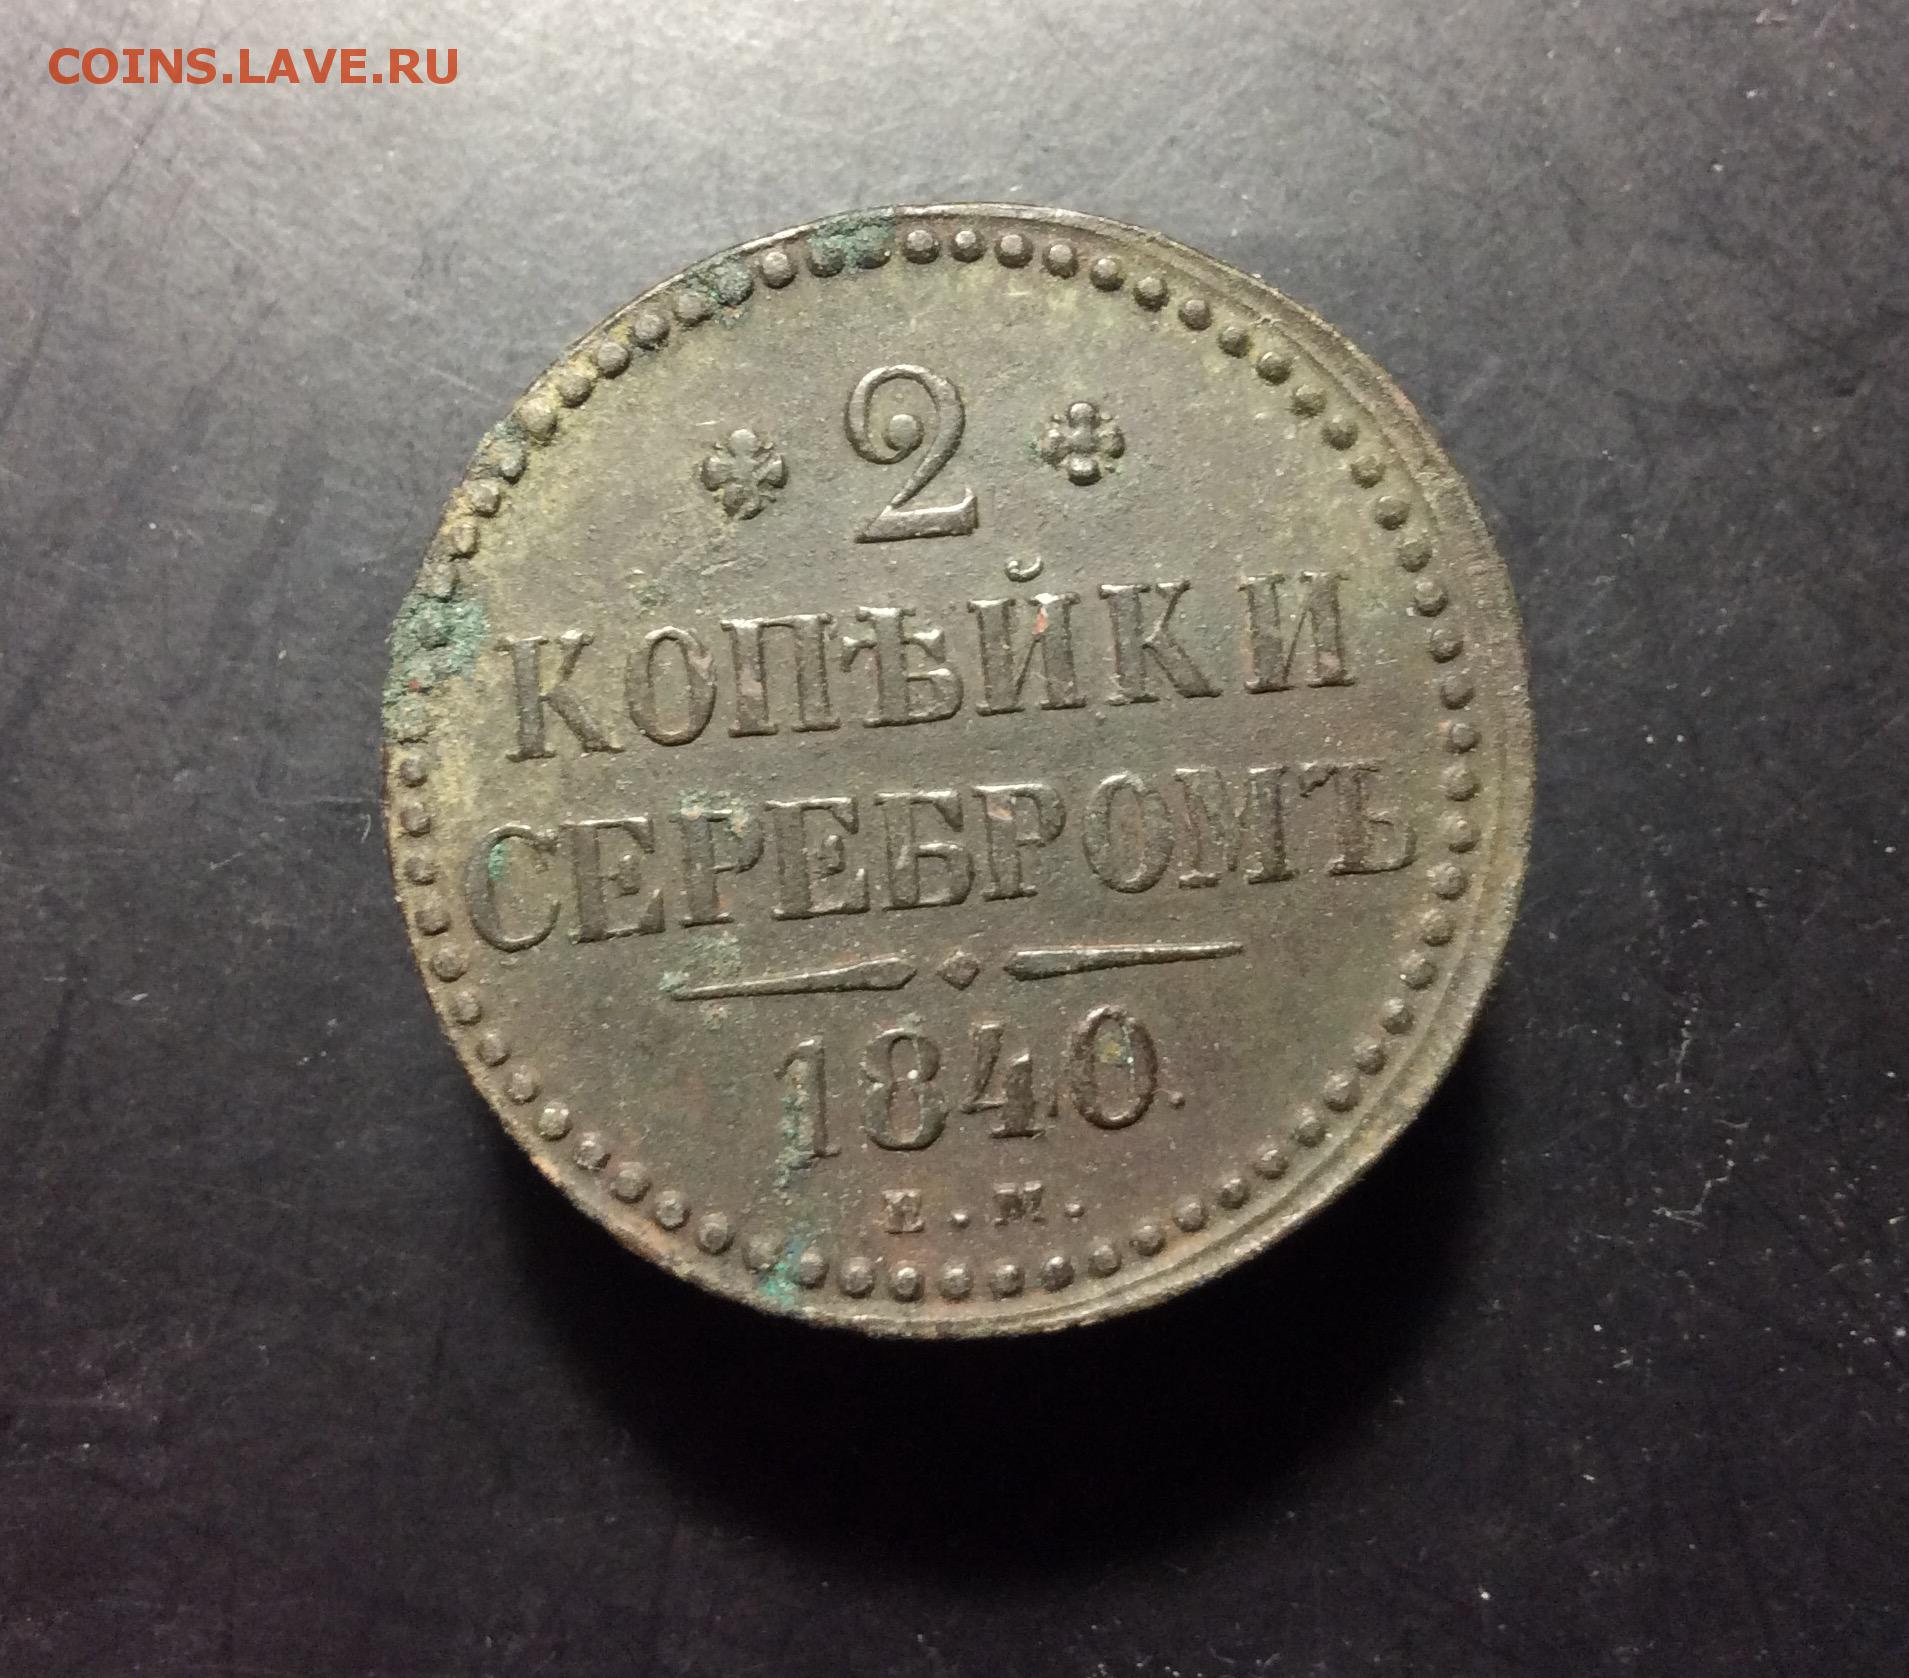 COINS.LAVE.RU
2
КОПѢЙКИ
СЕРЕБРОМЪ
1840.
Е.М.